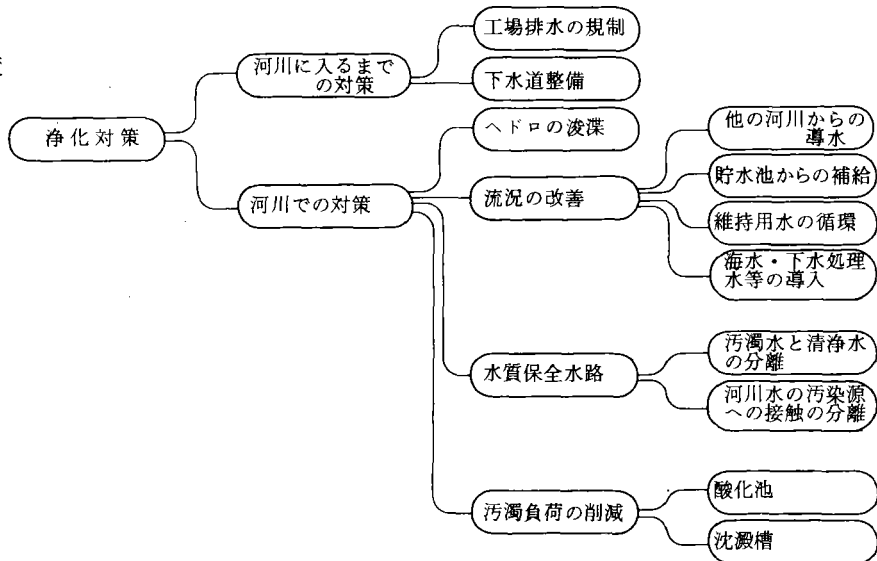 工場排水の規制
河川に入るまで
の対策
下水道整備
浄化対策
ヘドロの浚渫
河川での対策
流況の改善
他の河川からの
導水
貯水池からの補給
維持用水の循環
海水・下水処理
水等の導入
水質保全水路
汚濁水と清浄水
の分離
河川水の汚染源
への接触の分離
汚濁負荷の削減
酸化池
沈澱槽